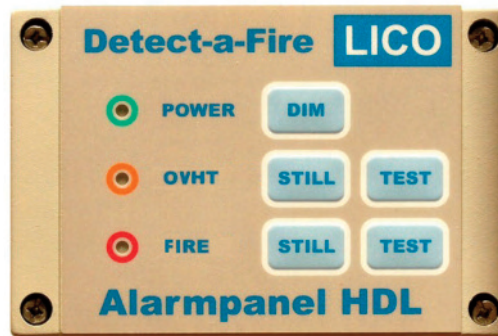 Detect-a-Fire LICO
POWER DIM
OVHT STILL TEST
FIRE STILL TEST
Alarmpanel HDL